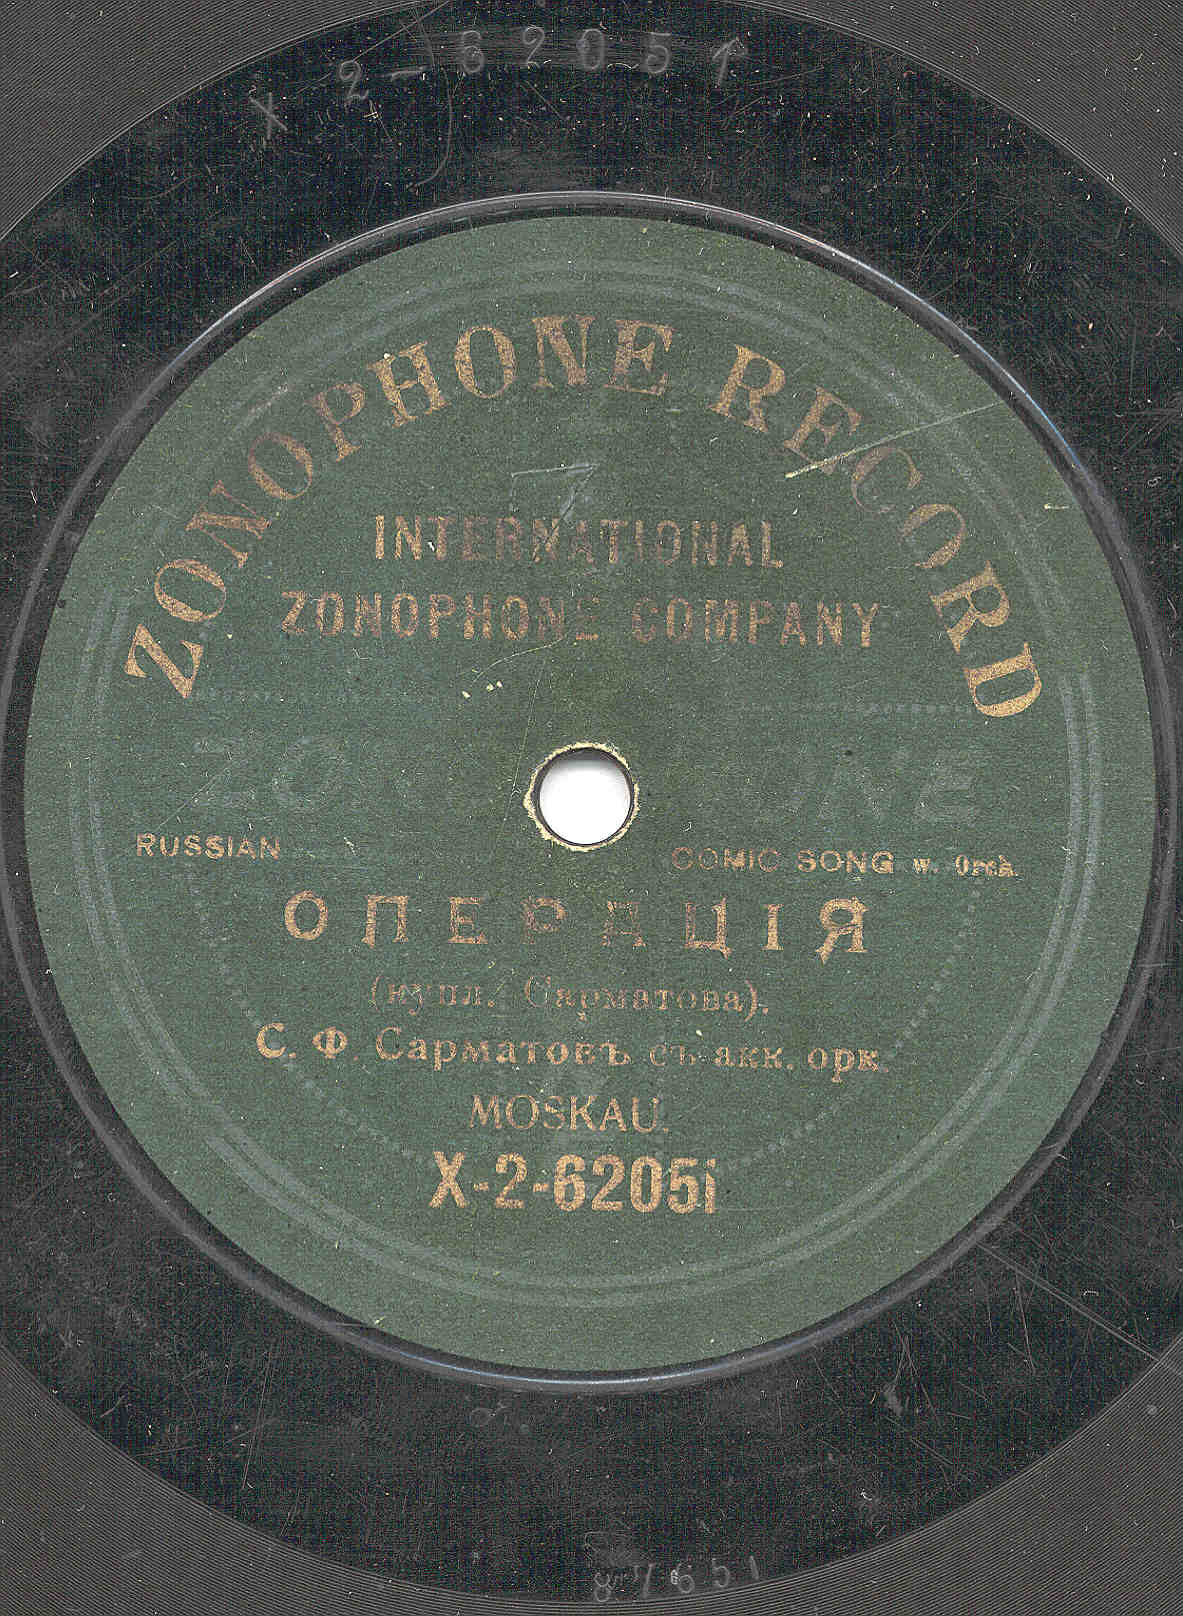 X 2-62051
ZONOPHONE RECORD
INTERNATIONAL
ZONOPHONE COMPANY
RUSSIAN
COMIC SONG w. Orch.
ОПЕРАЦІЯ
(купл. Сарматова).
С. Ф. Сарматовъ съ акк. орк.
MOSKAU.
X-2-6205i